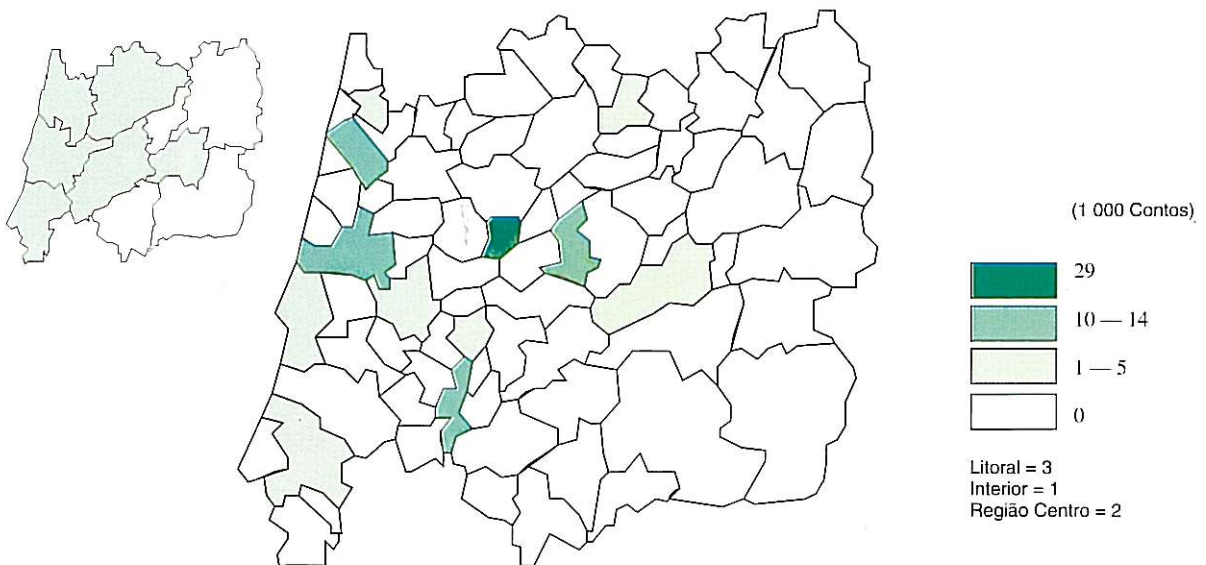 (1 000 Contos)
29
10 — 14
1 — 5
0
Litoral = 3
Interior = 1
Região Centro = 2